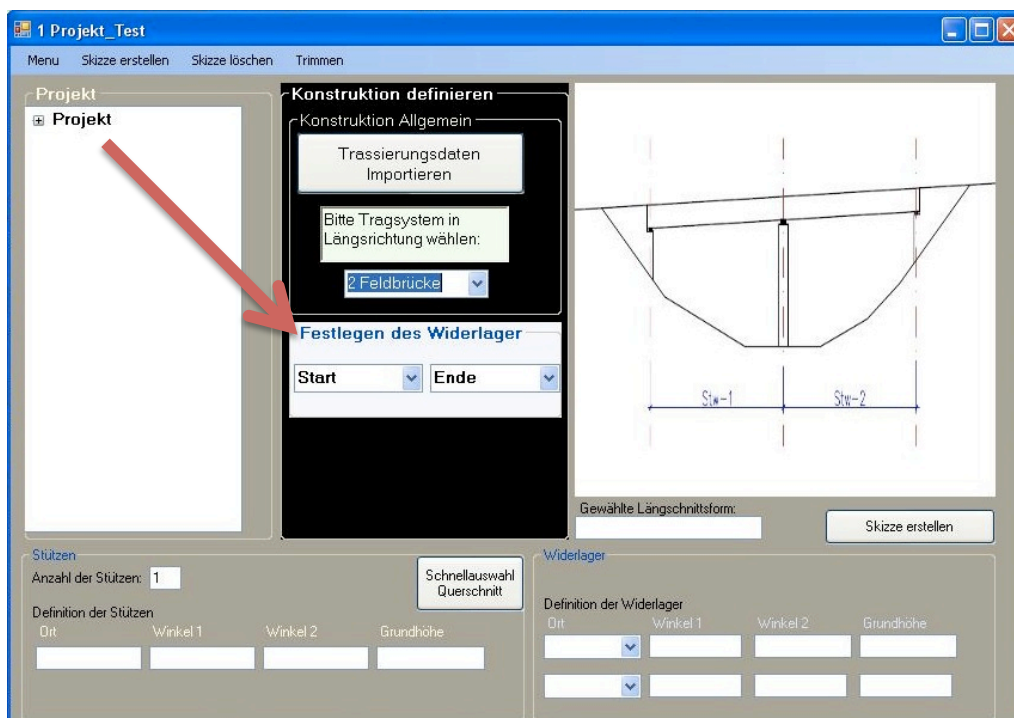 1 Projekt_Test
Menu Skizze erstellen Skizze löschen Trimmen
Projekt
Projekt
Konstruktion definieren
Konstruktion Allgemein
Trassierungsdaten
Importieren
Bitte Tragsystem in
Längsrichtung wählen:
2 Feldbrücke
Festlegen des Widerlager
Start Ende
Stw-1 Stw-2
Gewählte Längschnittsform:
Skizze erstellen
Stützen
Anzahl der Stützen: 1
Schnellauswahl
Querschnitt
Definition der Stützen
Ort Winkel 1 Winkel 2 Grundhöhe
Widerlager
Definition der Widerlager
Ort Winkel 1 Winkel 2 Grundhöhe